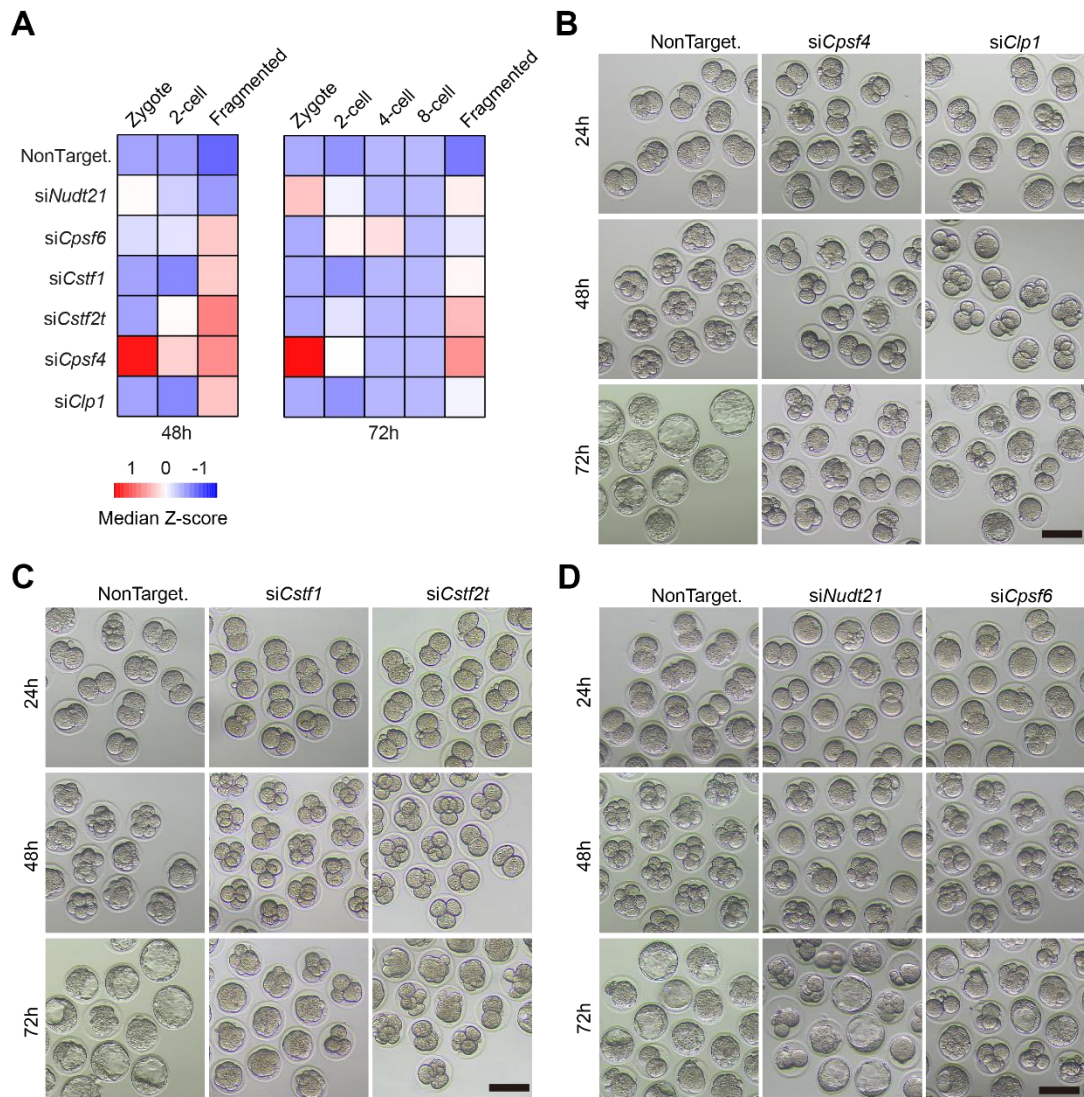 A
Zygote 2-cell Fragmented
Zygote 2-cell 4-cell 8-cell Fragmented
NonTarget.
siNudt21
siCpsf6
siCstf1
siCstf2t
siCpsf4
siClp1
48h 72h
1 0 -1
Median Z-score
B
NonTarget. siCpsf4 siClp1
24h
48h
72h
C
NonTarget. siCstf1 siCstf2t
24h
48h
72h
D
NonTarget. siNudt21 siCpsf6
24h
48h
72h